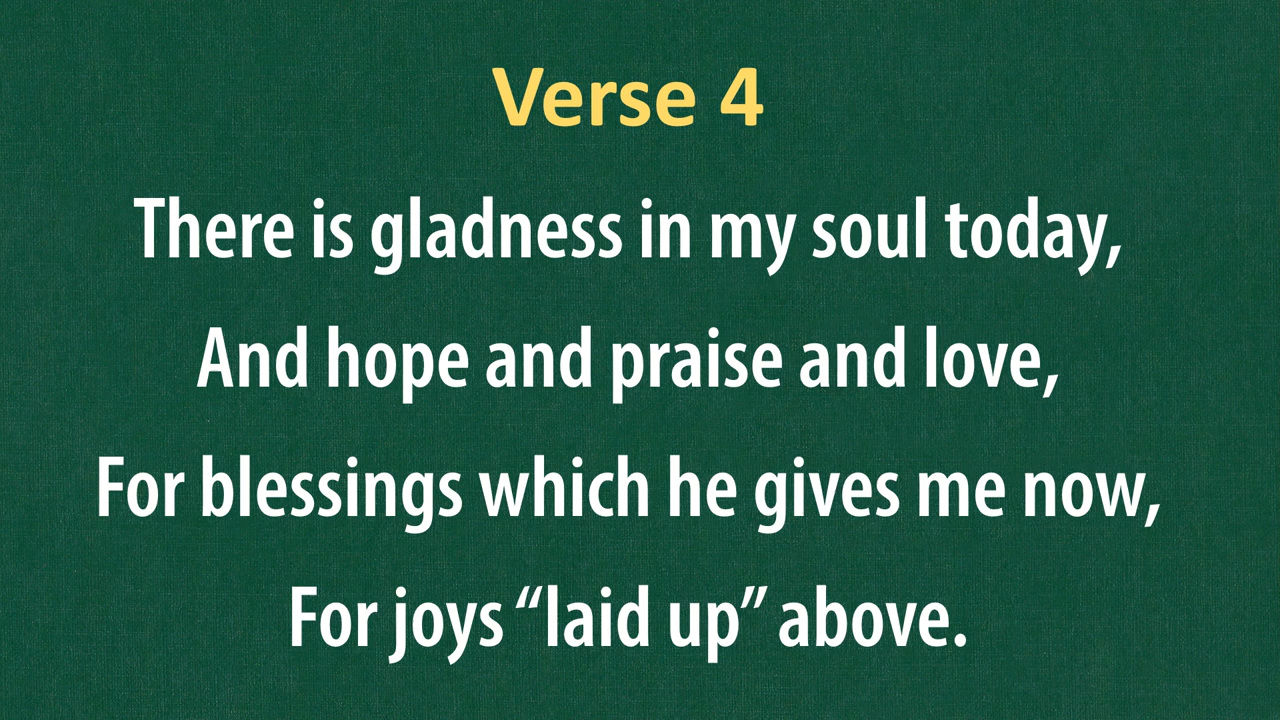 Verse 4
There is gladness in my soul today,
And hope and praise and love,
For blessings which he gives me now,
For joys “laid up” above.